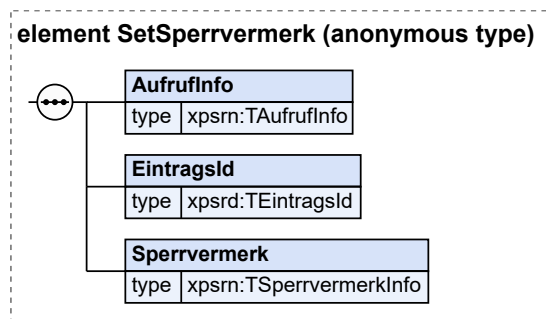 element SetSperrvermerk (anonymous type)
AufrufInfo
type xpsrn:TAufrufInfo
EintragsId
type xpsrd:TEintragsId
Sperrvermerk
type xpsrn:TSperrvermerkInfo